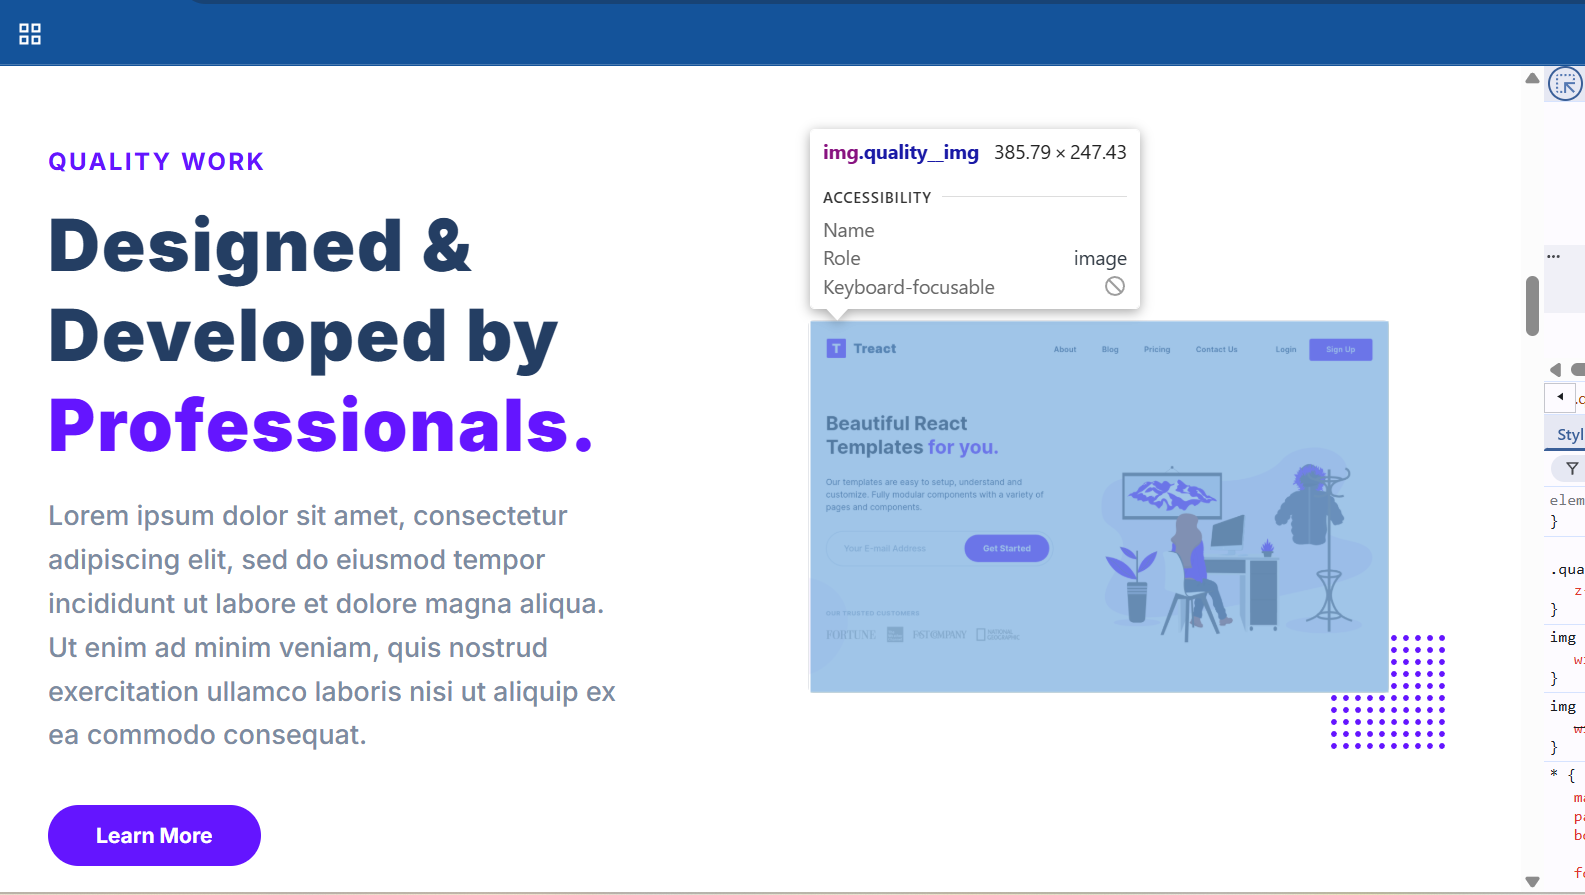 QUALITY WORK
Designed &
Developed by
Professionals.
Lorem ipsum dolor sit amet, consectetur
adipiscing elit, sed do eiusmod tempor
incididunt ut labore et dolore magna aliqua.
Ut enim ad minim veniam, quis nostrud
exercitation ullamco laboris nisi ut aliquip ex
ea commodo consequat.
Learn More
img.quality__img 385.79 × 247.43
ACCESSIBILITY
Name
Role image
Keyboard-focusable
T Treact About Blog Pricing Contact Us Login Sign Up
Beautiful React
Templates for you.
Our templates are easy to setup, understand and
customize. Fully modular components with a variety of
pages and components.
Your E-mail Address Get Started
OUR TRUSTED CUSTOMERS
FORTUNE NATIONAL
GEOGRAPHIC
...
.c
Styl
elem
}
.qua
z-
}
img
wi
}
img
}
* {
ma
pa
bo
fo